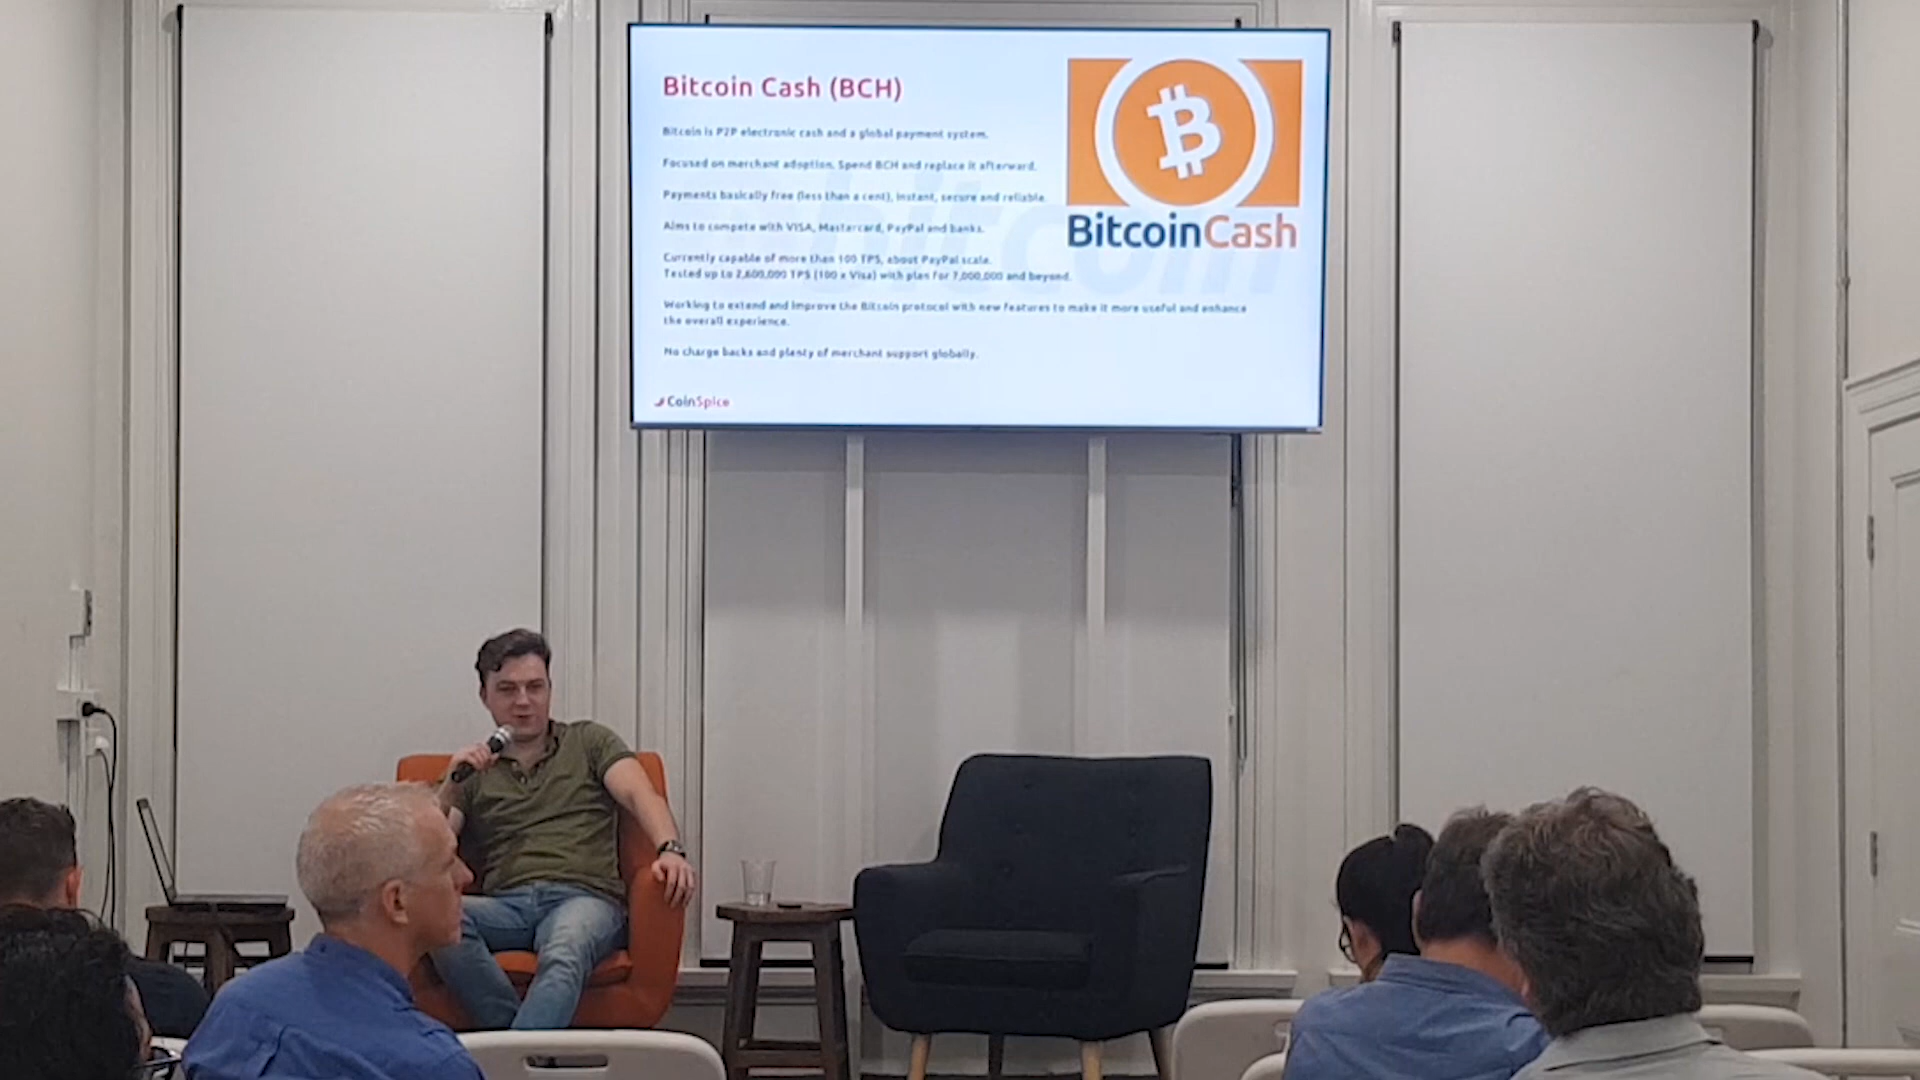 Bitcoin Cash (BCH)
Bitcoin is P2P electronic cash and a global payment system.
Focused on merchant adoption. Spend BCH and replace it afterward.
Payments basically free (less than a cent), instant, secure and reliable.
Aims to compete with VISA, Mastercard, PayPal and banks.
Currently capable of more than 100 TPS, about PayPal scale.
Tested up to 2,600,000 TPS (100 x Visa) with plan for 7,000,000 and beyond.
Working to extend and improve the Bitcoin protocol with new features to make it more useful and enhance
the overall experience.
No charge backs and plenty of merchant support globally.
BitcoinCash
CoinSpice